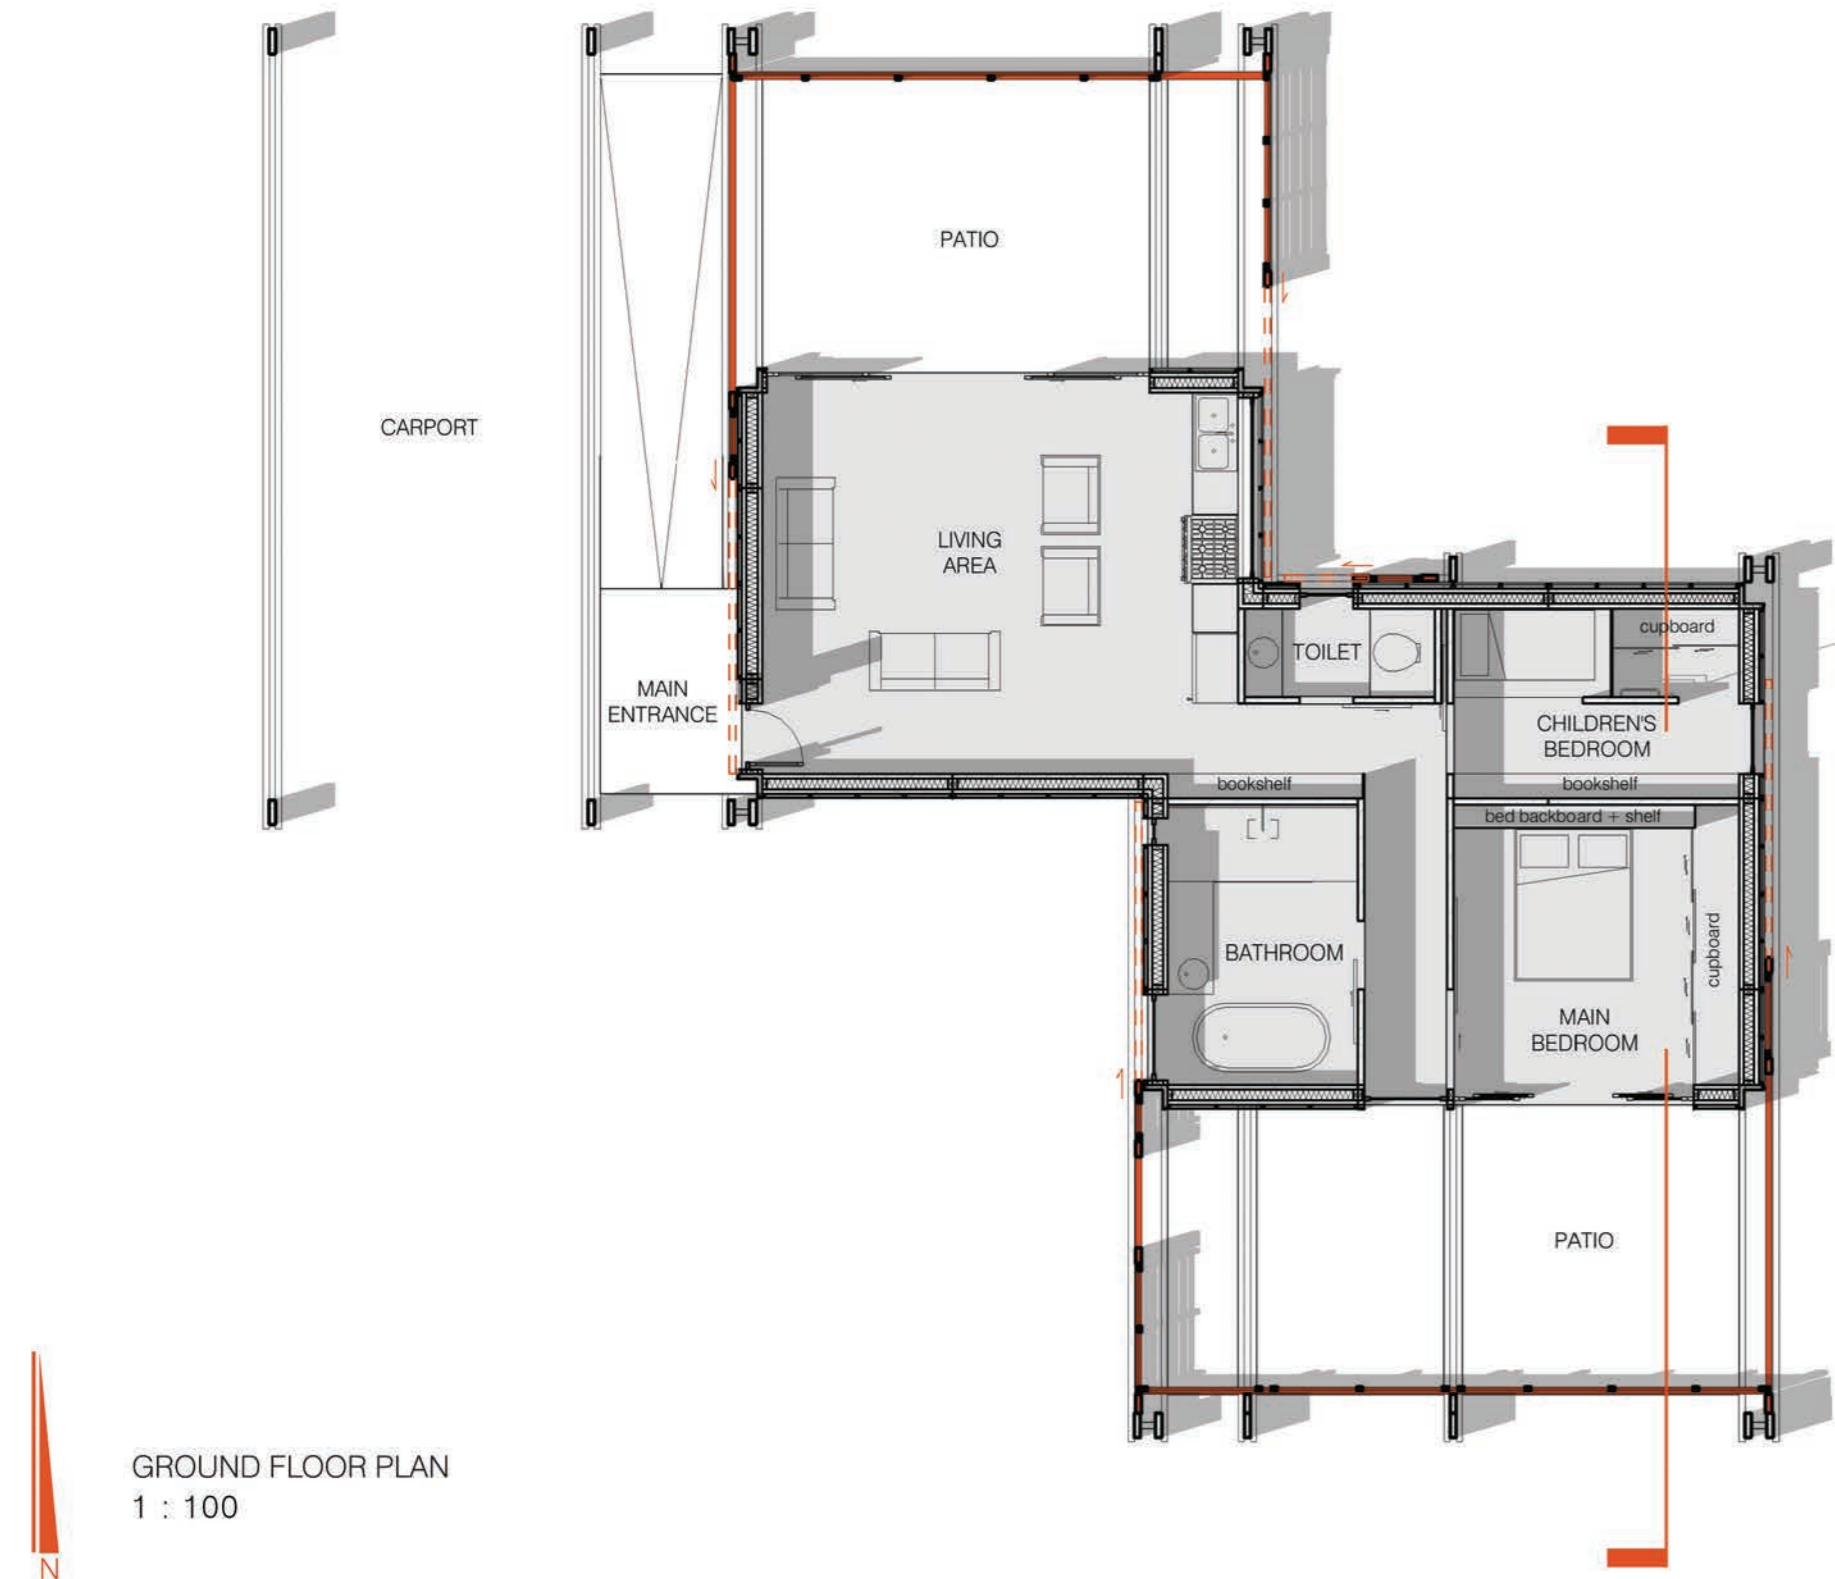 PATIO
CARPORT
LIVING
AREA
cupboard
TOILET
MAIN
ENTRANCE
CHILDREN'S
BEDROOM
bookshelf
bookshelf
bed backboard + shelf
BATHROOM
cupboard
MAIN
BEDROOM
PATIO
GROUND FLOOR PLAN
1 : 100
N